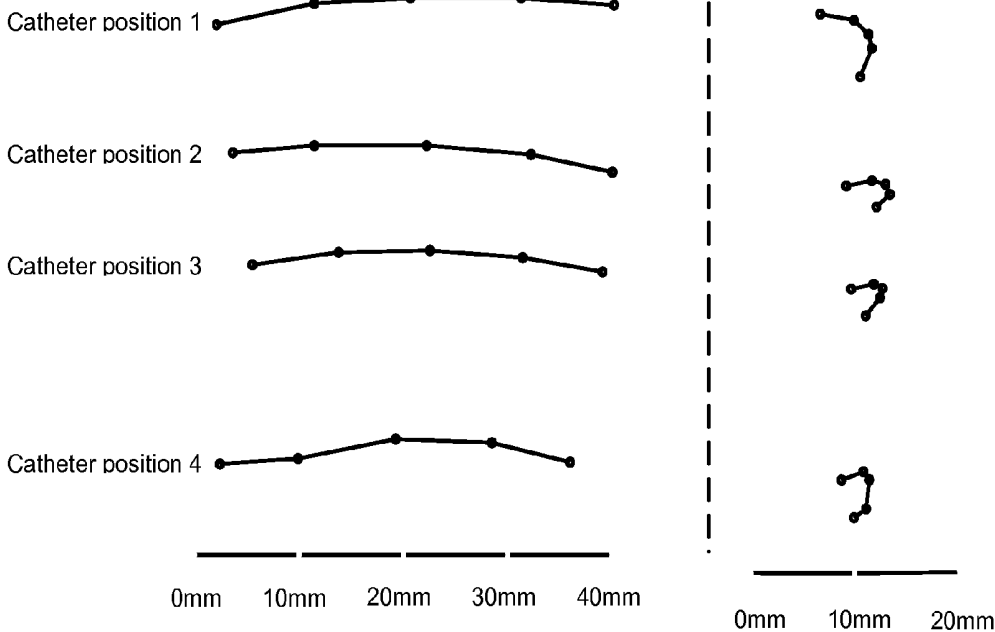 Catheter position 1
Catheter position 2
Catheter position 3
Catheter position 4
0mm 10mm 20mm 30mm 40mm
0mm 10mm 20mm